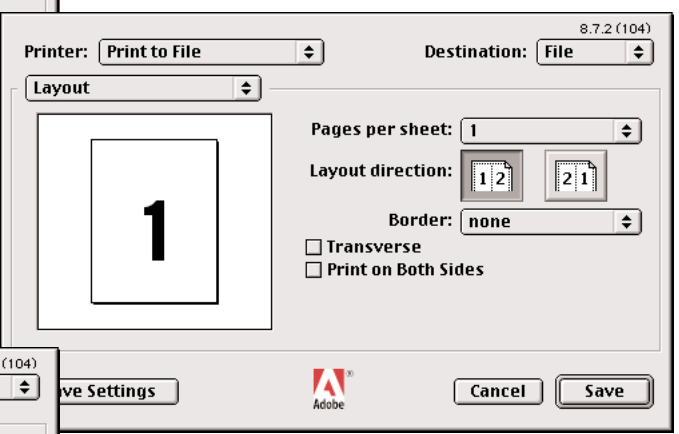 8.7.2 (104)
Printer: Print to File Destination: File
Layout
Pages per sheet: 1
Layout direction: 1 2 2 1
1
Border: none
Transverse
Print on Both Sides
(104)
Settings
Adobe®
Cancel
Save